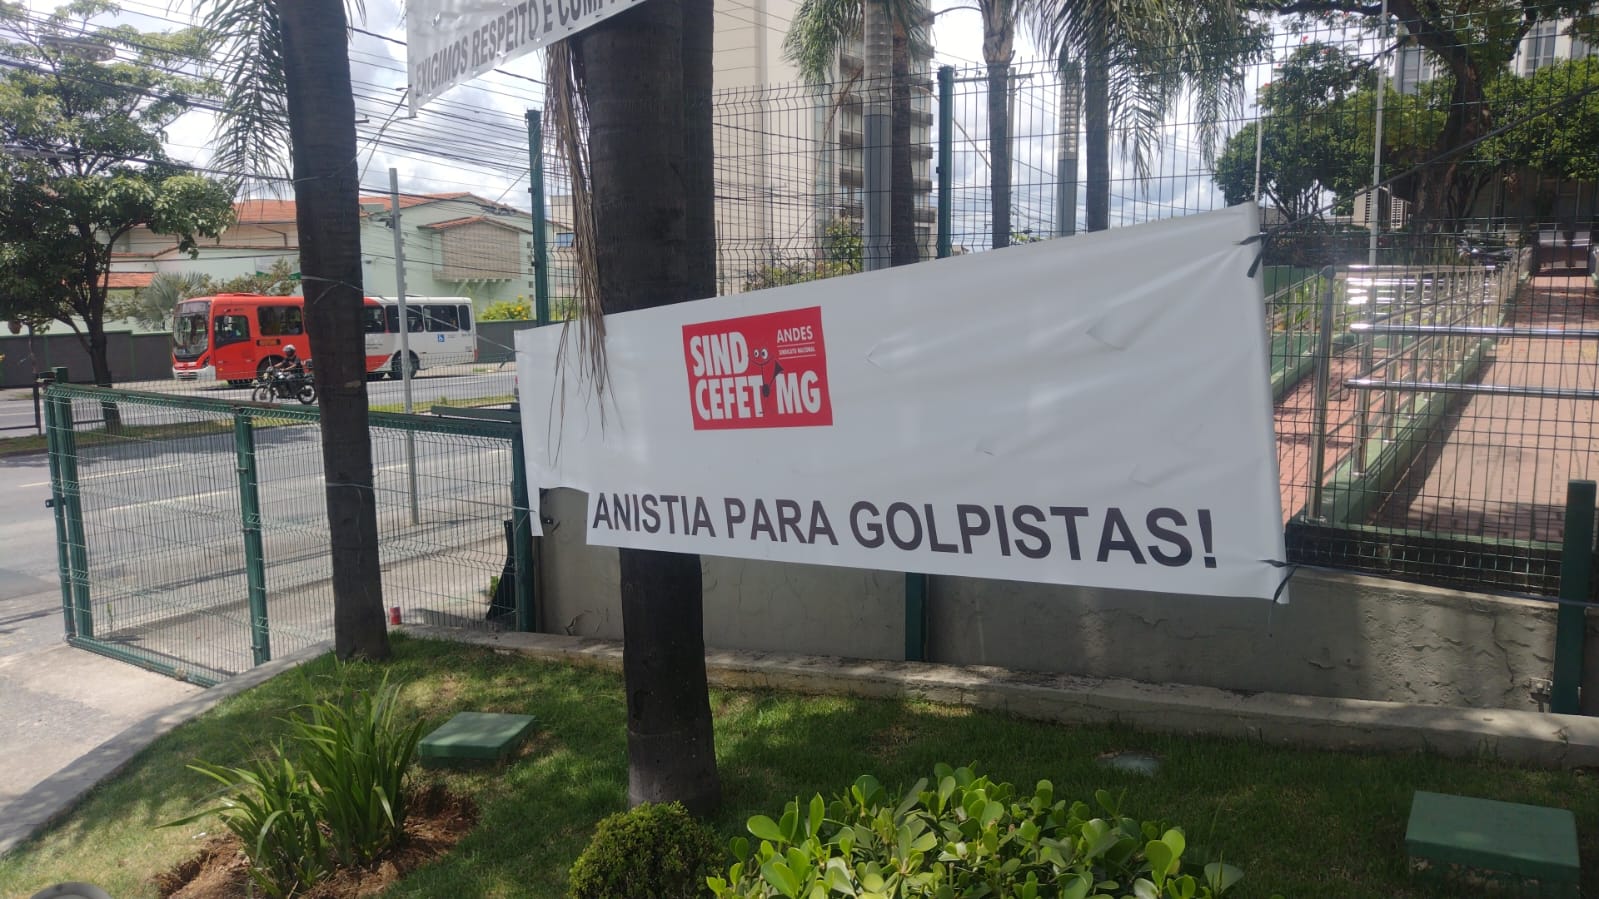 EXIGIMOS RESPEITO E
SIND
CEFET MG
ANDES
SINDICATO NACIONAL
ANISTIA PARA GOLPISTAS!